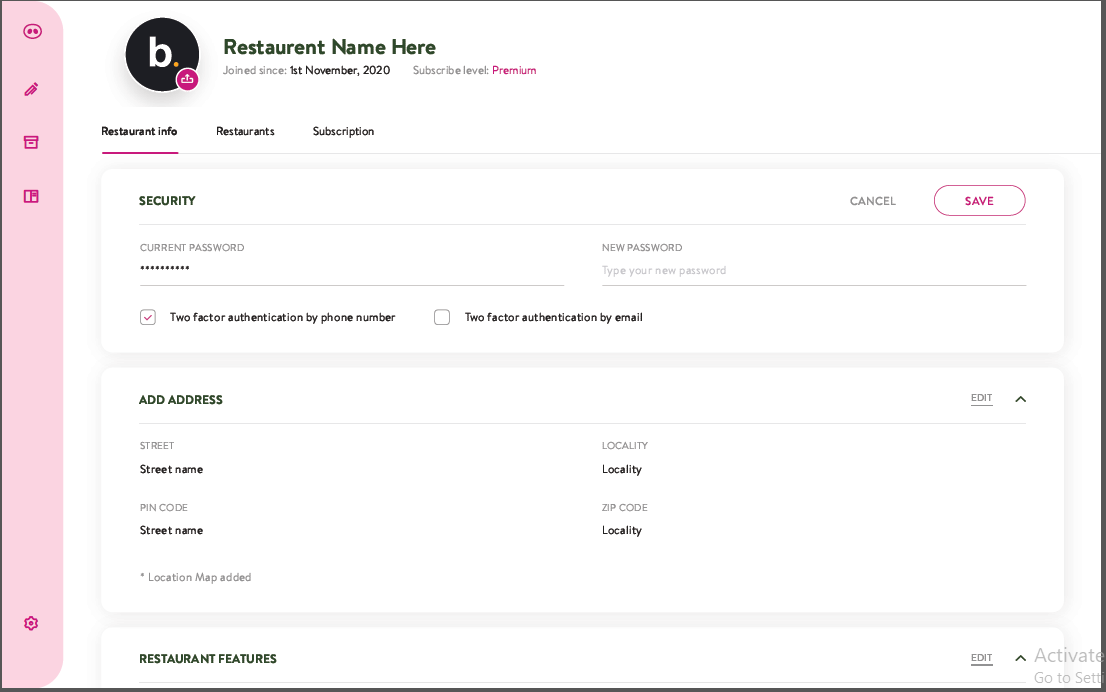 b.
Restaurent Name Here
Joined since: 1st November, 2020 Subscribe level: Premium
Restaurant info Restaurants Subscription
SECURITY CANCEL SAVE
CURRENT PASSWORD NEW PASSWORD
********** Type your new password
Two factor authentication by phone number Two factor authentication by email
ADD ADDRESS EDIT
STREET LOCALITY
Street name Locality
PIN CODE ZIP CODE
Street name Locality
* Location Map added
RESTAURANT FEATURES EDIT
Activate
Go to Sett